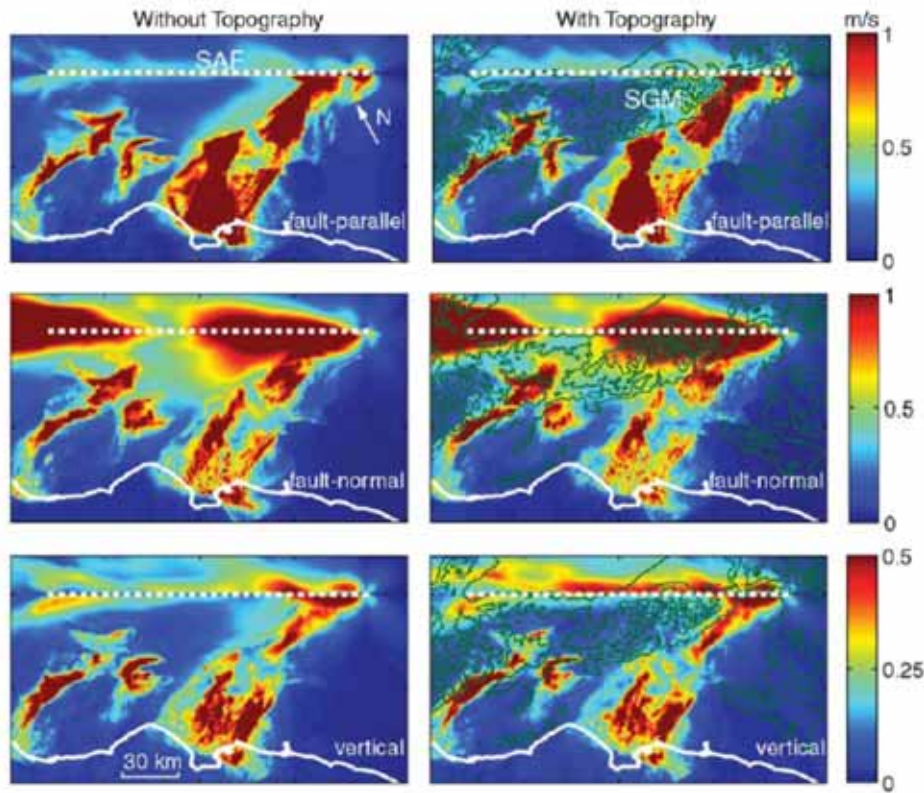 Without Topography
With Topography
m/s
SAF
N
fault-parallel
SGM
fault-parallel
1
0.5
0
fault-normal
fault-normal
1
0.5
0
30 km
vertical
vertical
0.5
0.25
0